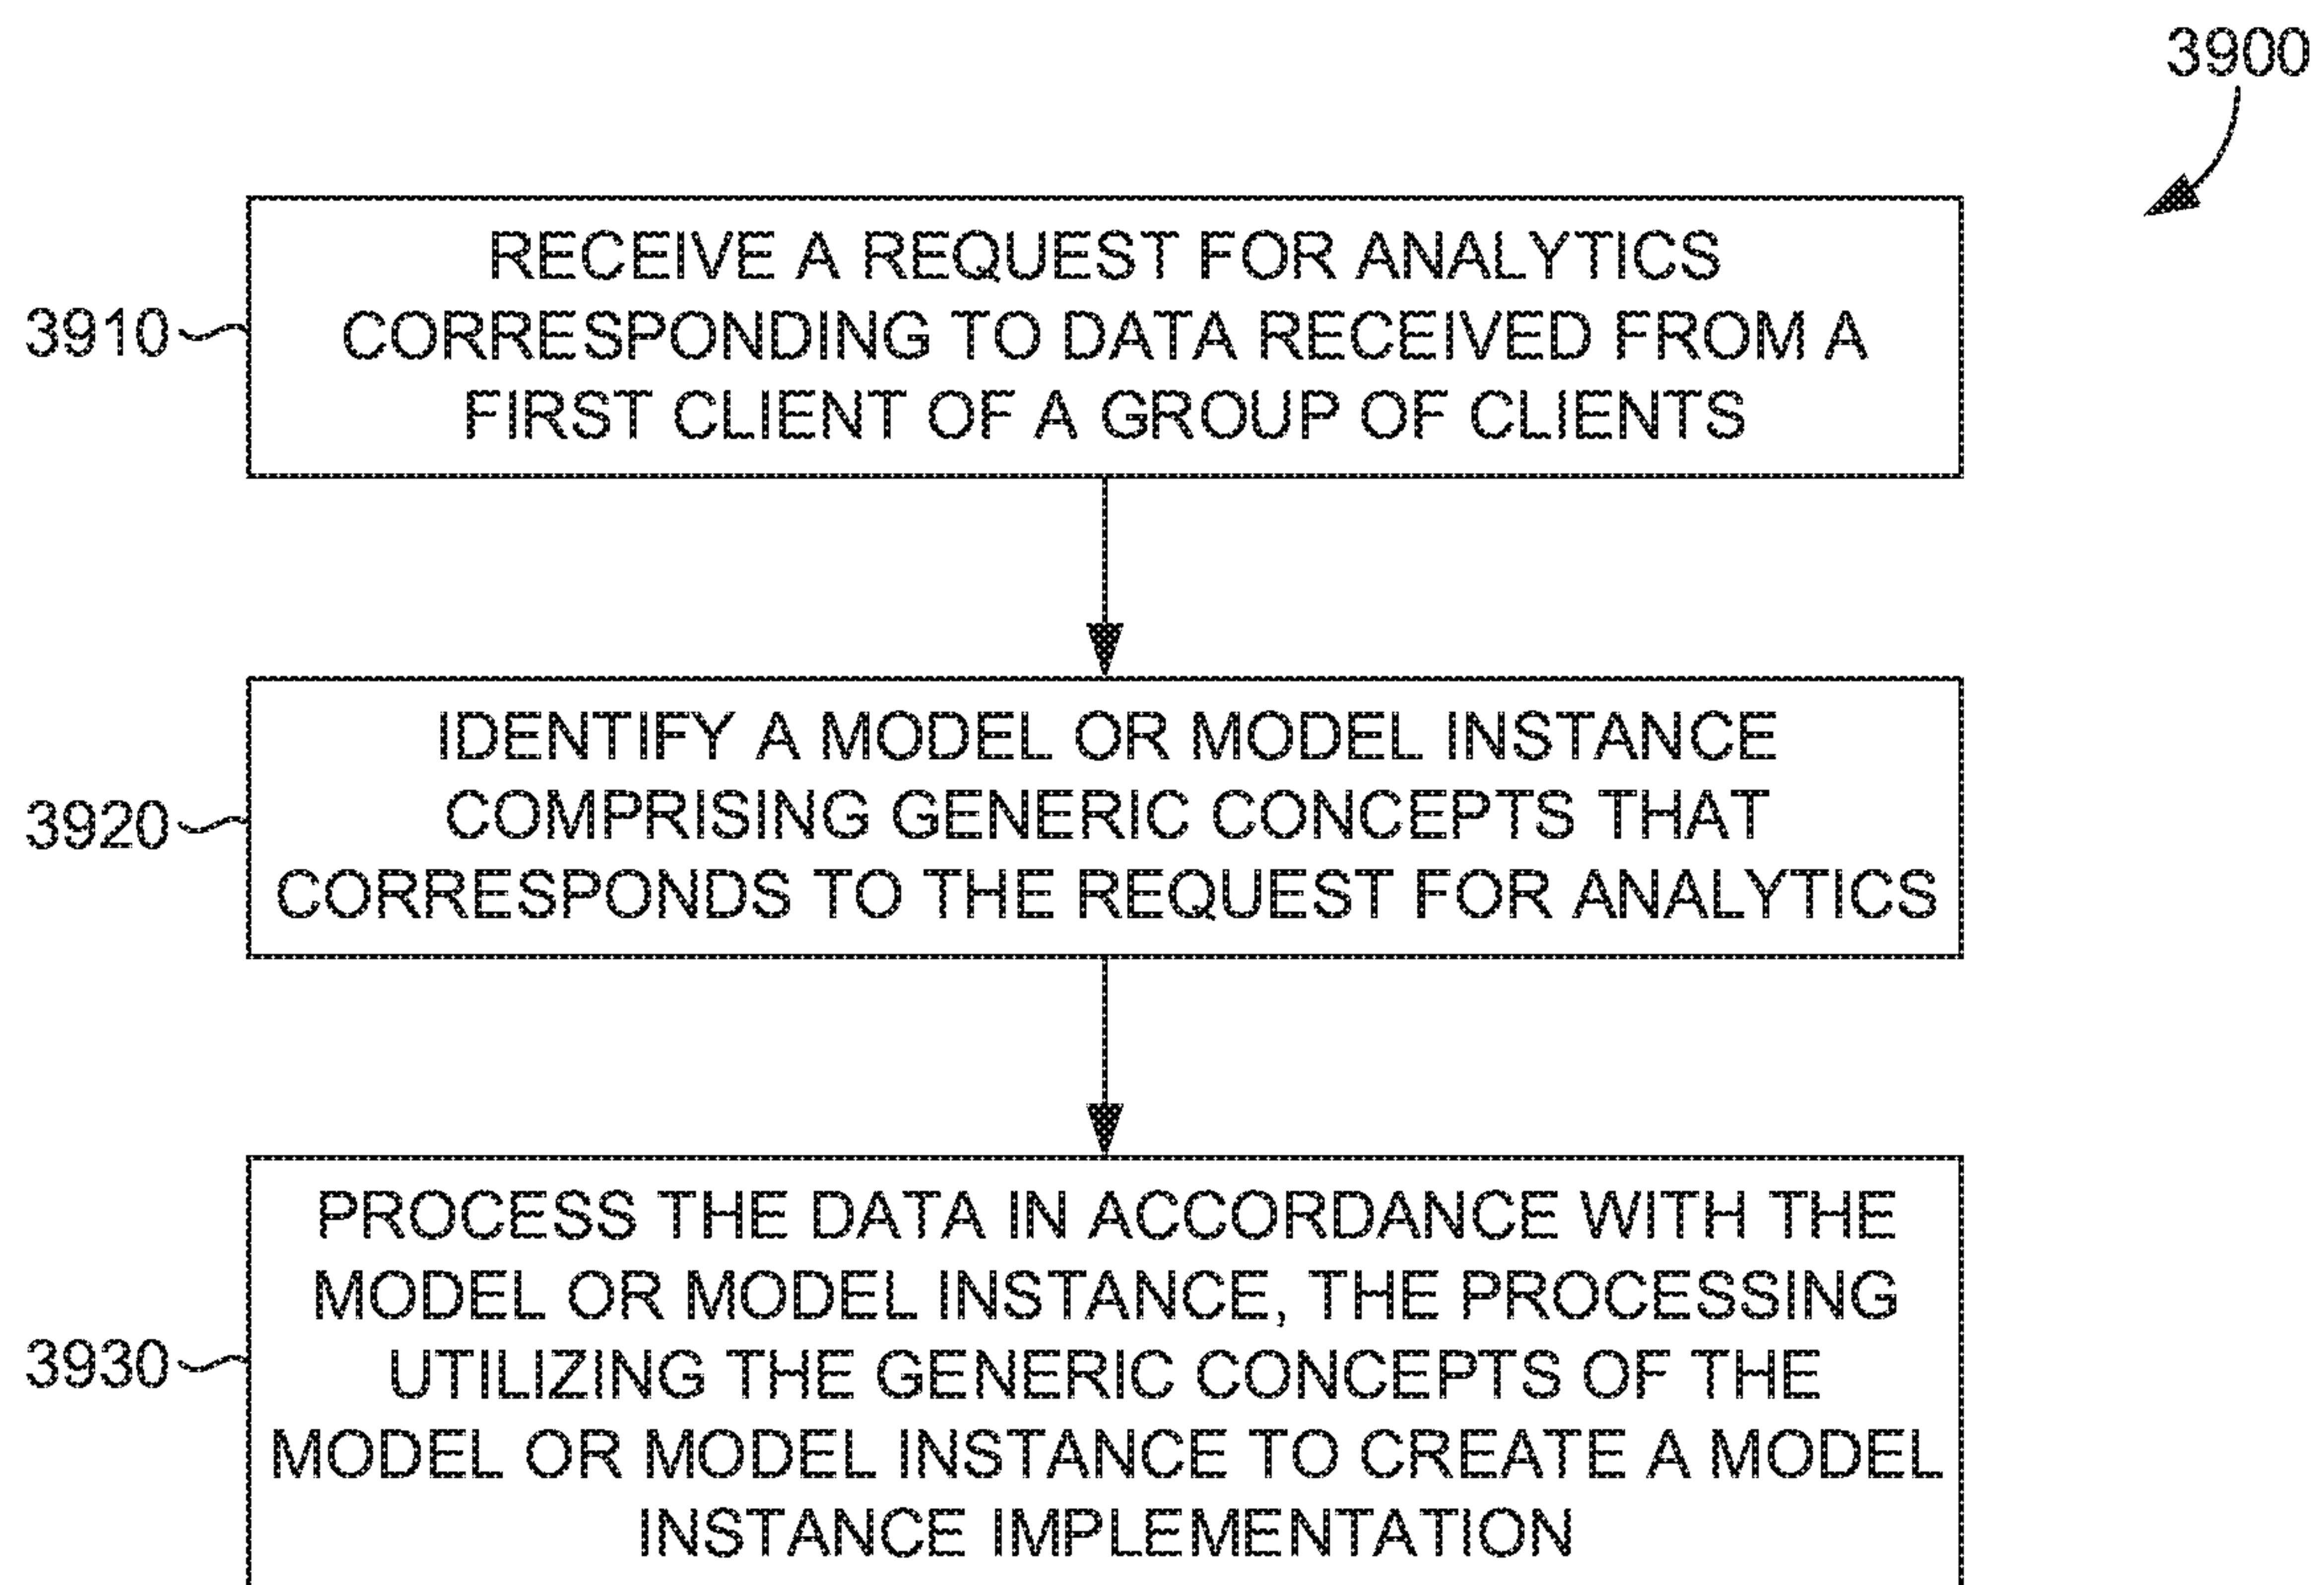 3900
RECEIVE A REQUEST FOR ANALYTICS
3910
CORRESPONDING TO DATA RECEIVED FROM A
FIRST CLIENT OF A GROUP OF CLIENTS
IDENTIFY A MODEL OR MODEL INSTANCE
3920
COMPRISING GENERIC CONCEPTS THAT
CORRESPONDS TO THE REQUEST FOR ANALYTICS
PROCESS THE DATA IN ACCORDANCE WITH THE
MODEL OR MODEL INSTANCE, THE PROCESSING
3930
UTILIZING THE GENERIC CONCEPTS OF THE
MODEL OR MODEL INSTANCE TO CREATE A MODEL
INSTANCE IMPLEMENTATION